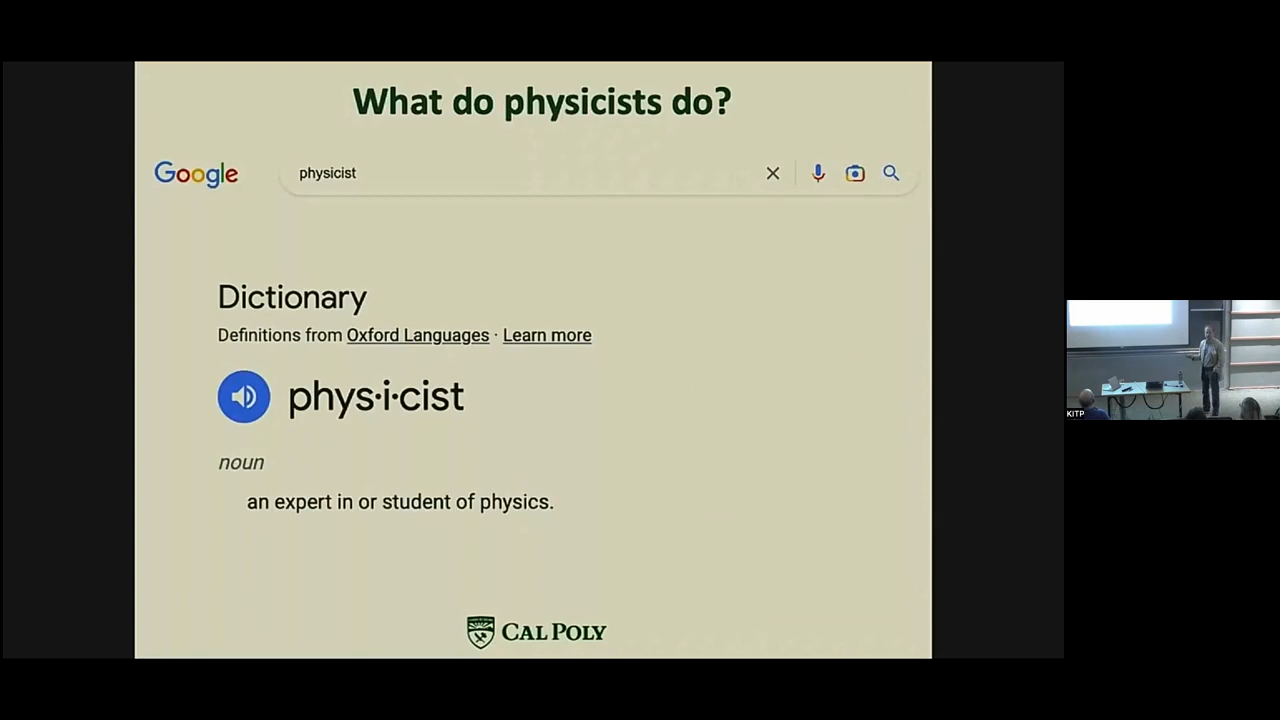 What do physicists do?
Google
physicist
Dictionary
Definitions from Oxford Languages · Learn more
phys·i·cist
noun
an expert in or student of physics.
CAL POLY
KITP